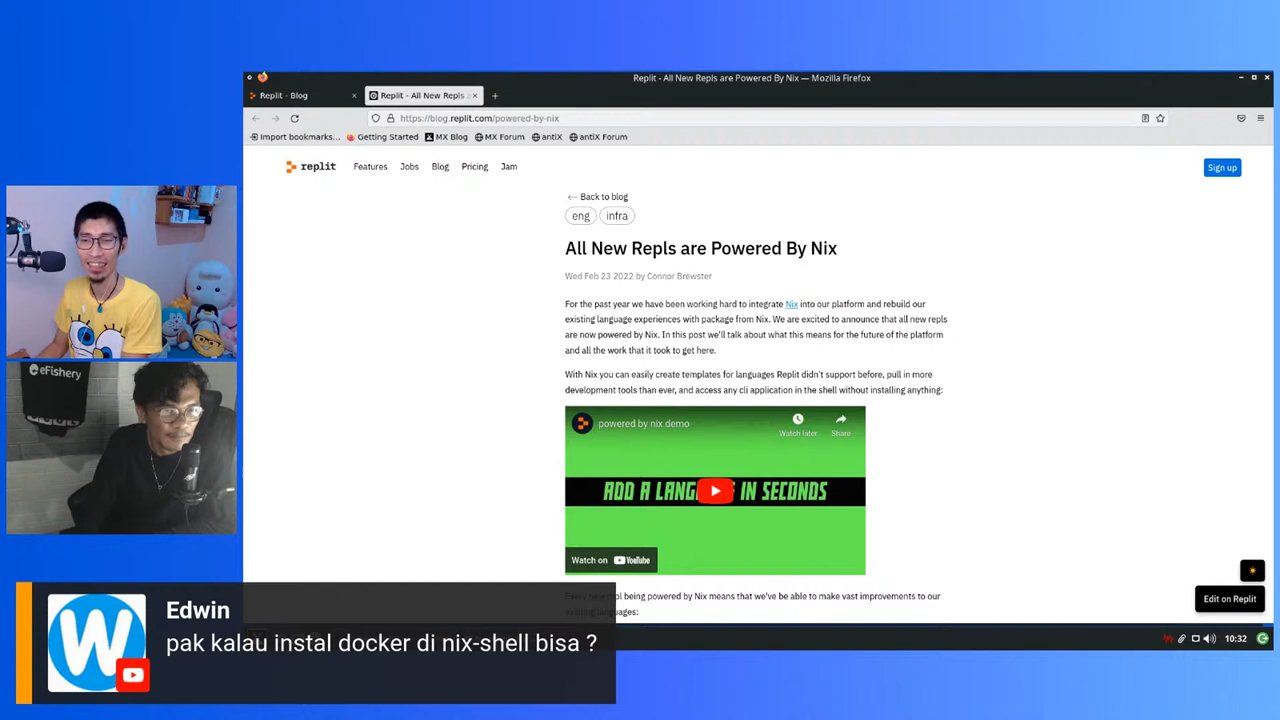 Replit - All New Repls are Powered By Nix — Mozilla Firefox
Replit - Blog
Replit - All New Repls
https://blog.replit.com/powered-by-nix
Import bookmarks...
Getting Started
MX Blog
MX Forum
antiX
antiX Forum
replit
Features
Jobs
Blog
Pricing
Jam
Sign up
← Back to blog
eng
infra
All New Repls are Powered By Nix
Wed Feb 23 2022 by Connor Brewster
For the past year we have been working hard to integrate Nix into our platform and rebuild our
existing language experiences with package from Nix. We are excited to announce that all new repls
are now powered by Nix. In this post we'll talk about what this means for the future of the platform
and all the work that it took to get here.
With Nix you can easily create templates for languages Replit didn't support before, pull in more
development tools than ever, and access any cli application in the shell without installing anything:
powered by nix demo
Watch later
Share
ADD A LANG IN SECONDS
Watch on YouTube
Every new repl being powered by Nix means that we've be able to make vast improvements to our
existing languages:
Edit on Replit
10:32
eFishery
W
Edwin
pak kalau instal docker di nix-shell bisa ?